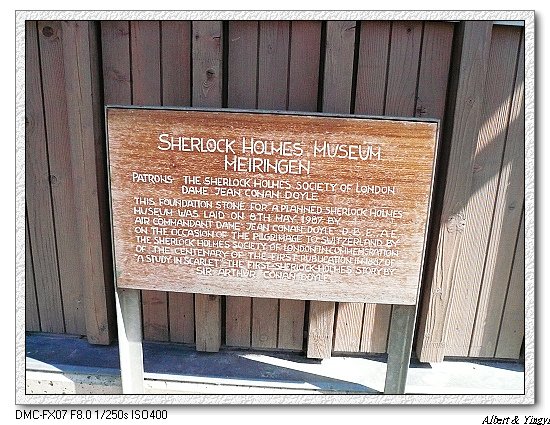 SHERLOCK HOLMES MUSEUM
MEIRINGEN
PATRONS - THE SHERLOCK HOLMES SOCIETY OF LONDON
DAME JEAN CONAN DOYLE
THIS FOUNDATION STONE FOR A PLANNED SHERLOCK HOLMES
MUSEUM WAS LAID ON 8TH MAY 1987 BY
AIR COMMANDANT DAME JEAN CONAN DOYLE D.B.E. A.E.
ON THE OCCASION OF THE PILGRIMAGE TO SWITZERLAND BY
THE SHERLOCK HOLMES SOCIETY OF LONDON IN COMMEMORATION
OF THE CENTENARY OF THE FIRST PUBLICATION IN 1887 OF
"A STUDY IN SCARLET" THE FIRST SHERLOCK HOLMES STORY BY
SIR ARTHUR CONAN DOYLE
DMC-FX07 F8.0 1/250s ISO400
Albert & Yingyi